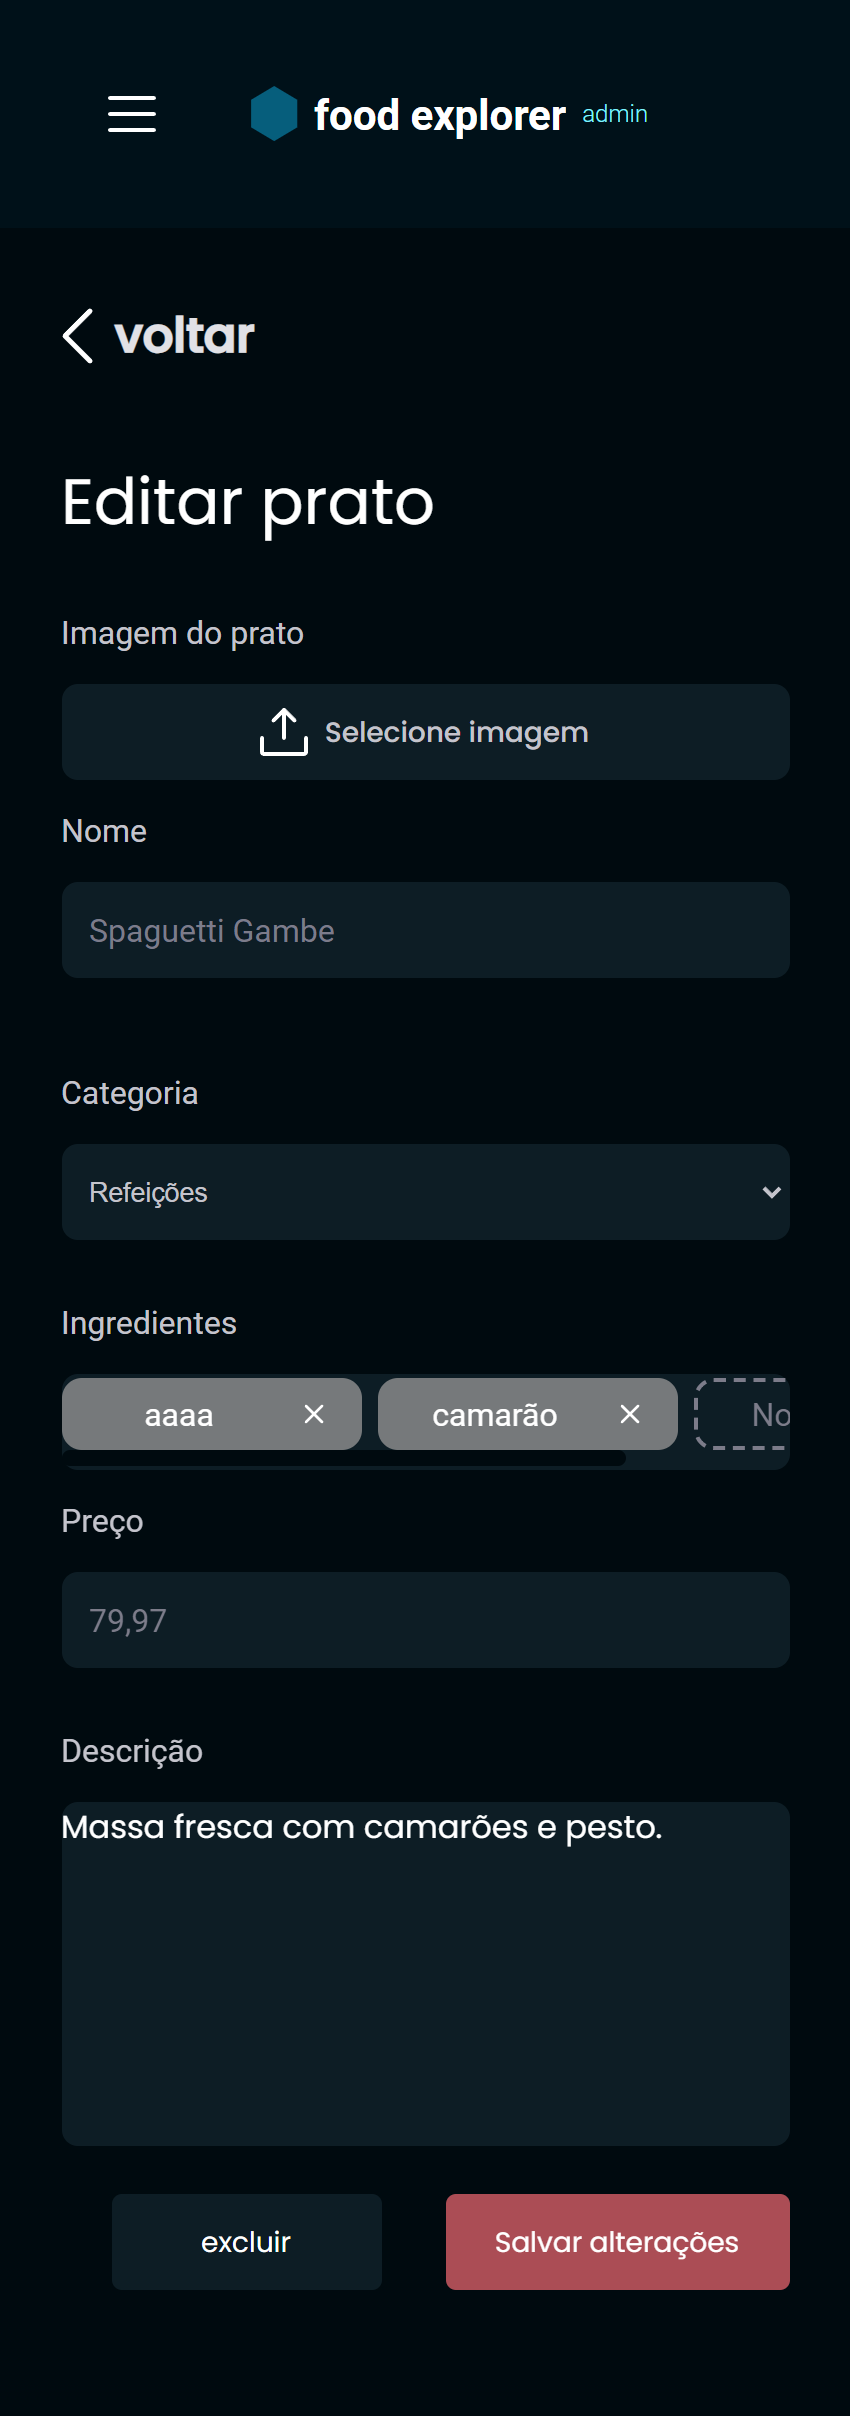 food explorer admin
voltar
Editar prato
Imagem do prato
Selecione imagem
Nome
Spaguetti Gambe
Categoria
Refeições
Ingredientes
aaaa camarão No
Preço
79,97
Descrição
Massa fresca com camarões e pesto.
excluir Salvar alterações